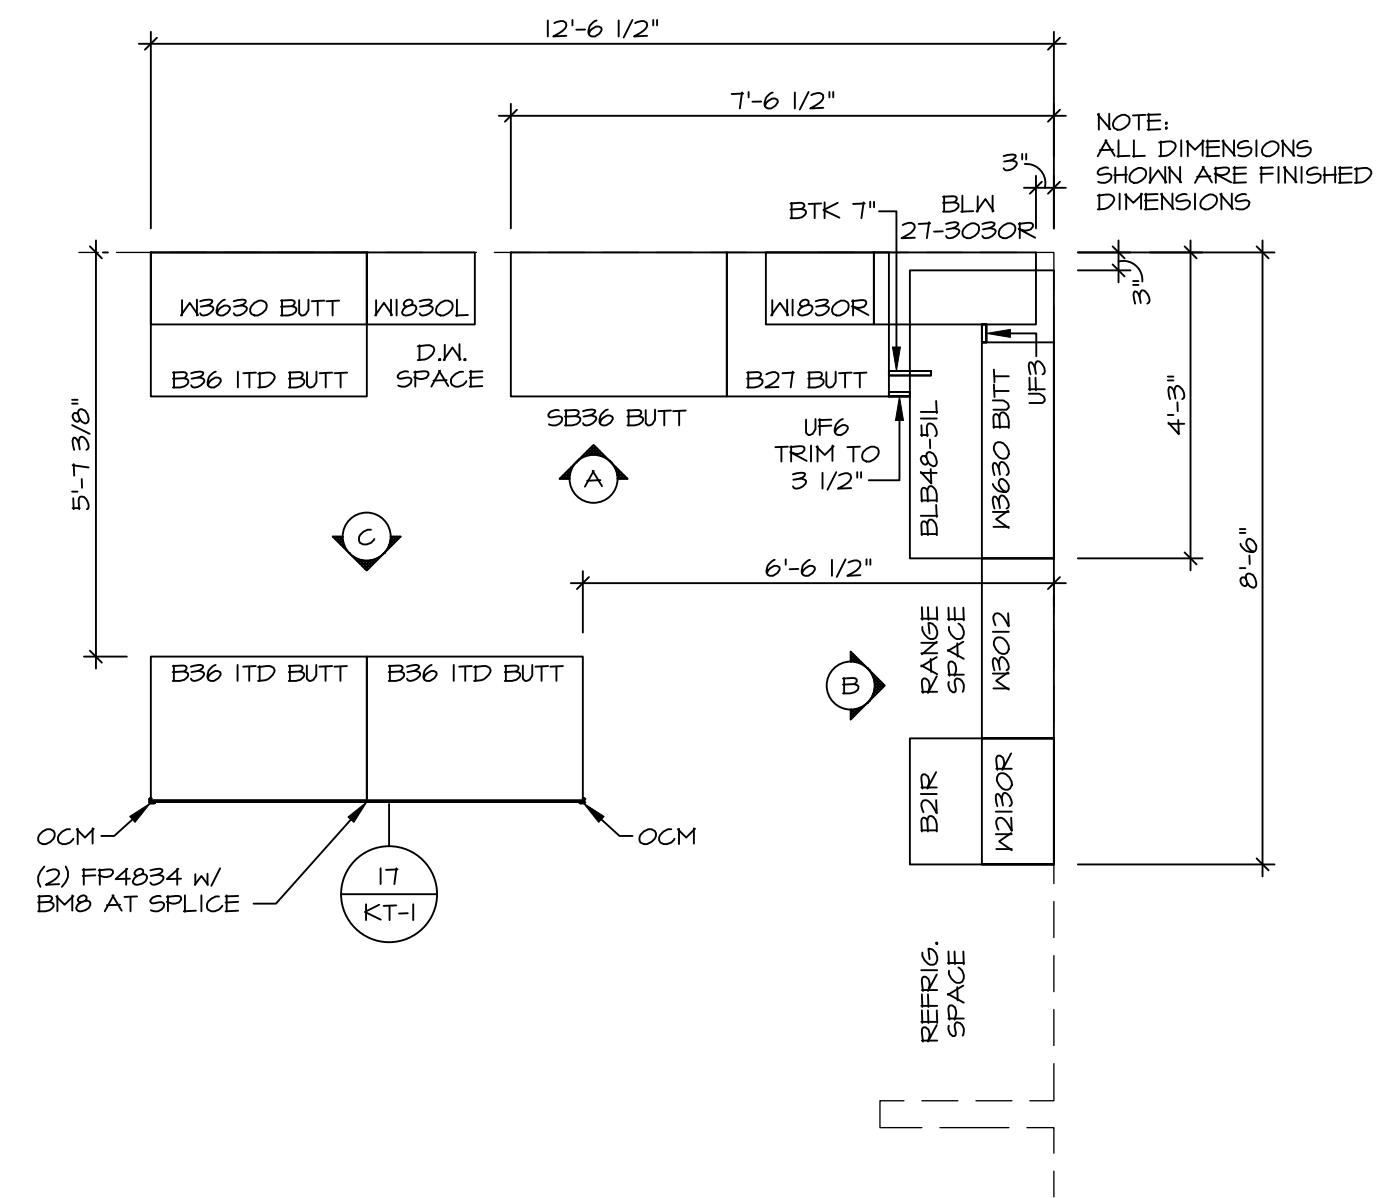 12'-6 1/2"
7'-6 1/2"
NOTE:
ALL DIMENSIONS
SHOWN ARE FINISHED
DIMENSIONS
3"
BTK 7"
BLW
27-3030R
W3630 BUTT
W1830L
W1830R
3"
B36 1TD BUTT
D.W.
SPACE
B27 BUTT
UF3
SB36 BUTT
UF6
TRIM TO
3 1/2"
BLB48-51L
W3630 BUTT
4'-3"
5'-7 3/8"
A
C
6'-6 1/2"
8'-6"
RANGE
SPACE
W3012
B36 1TD BUTT
B36 1TD BUTT
B
B21R
W2130R
OCM
OCM
(2) FP4834 W/
BM8 AT SPLICE
17
KT-1
REFRIG.
SPACE